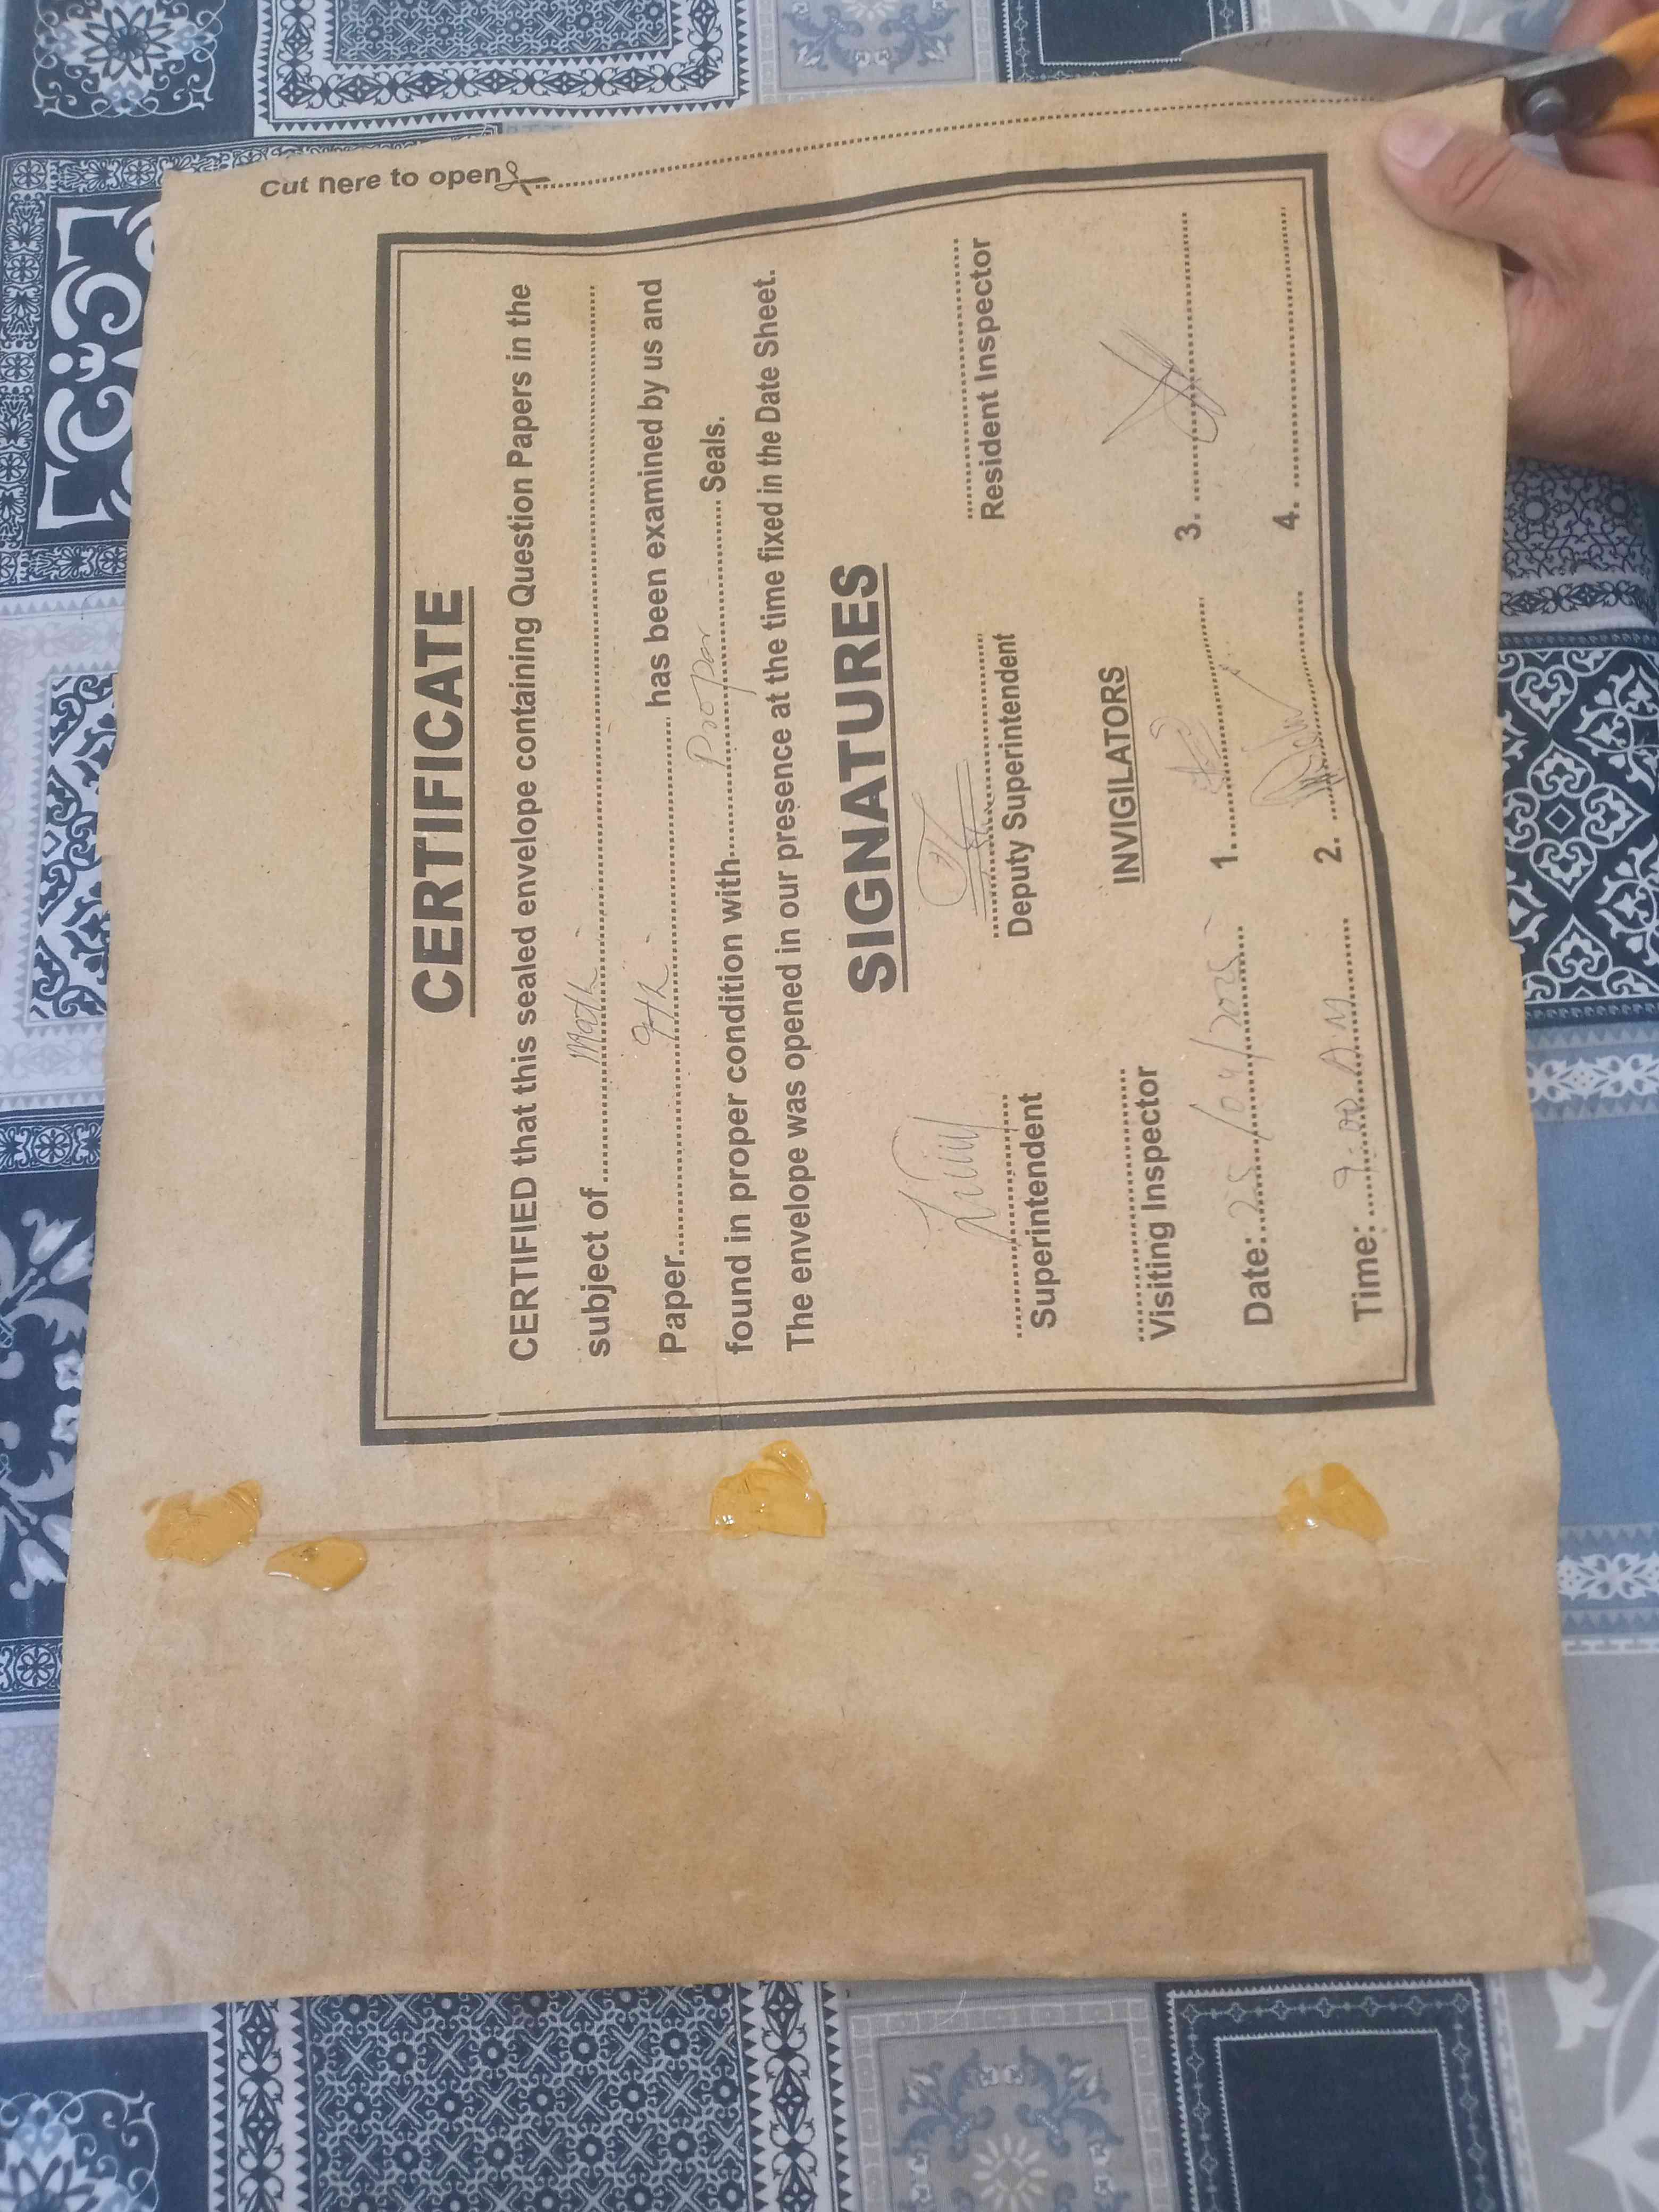 Cut here to open
CERTIFICATE
CERTIFIED that this sealed envelope containing Question Papers in the
subject of Math
Paper 9th has been examined by us and
found in proper condition with Proper Seals.
The envelope was opened in our presence at the time fixed in the Date Sheet.
SIGNATURES
Superintendent Deputy Superintendent Resident Inspector
Visiting Inspector INVIGILATORS
Date: 25/04/2025 1. 3.
Time: 9:00 AM 2. 4.